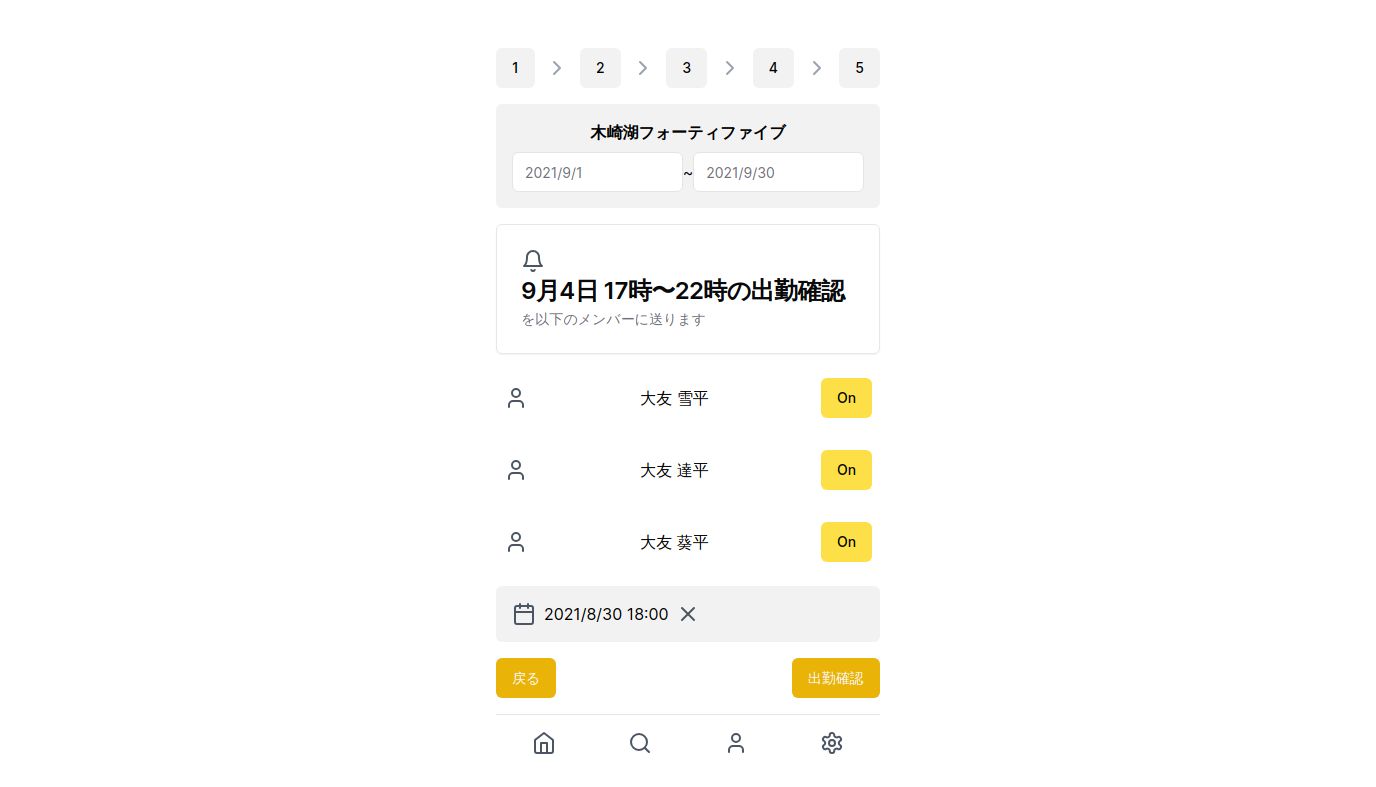 1 2 3 4 5
木崎湖フォーティファイブ
2021/9/1 ~ 2021/9/30
9月4日 17時〜22時の出勤確認
を以下のメンバーに送ります
大友 雪平 On
大友 達平 On
大友 葵平 On
2021/8/30 18:00
戻る 出勤確認